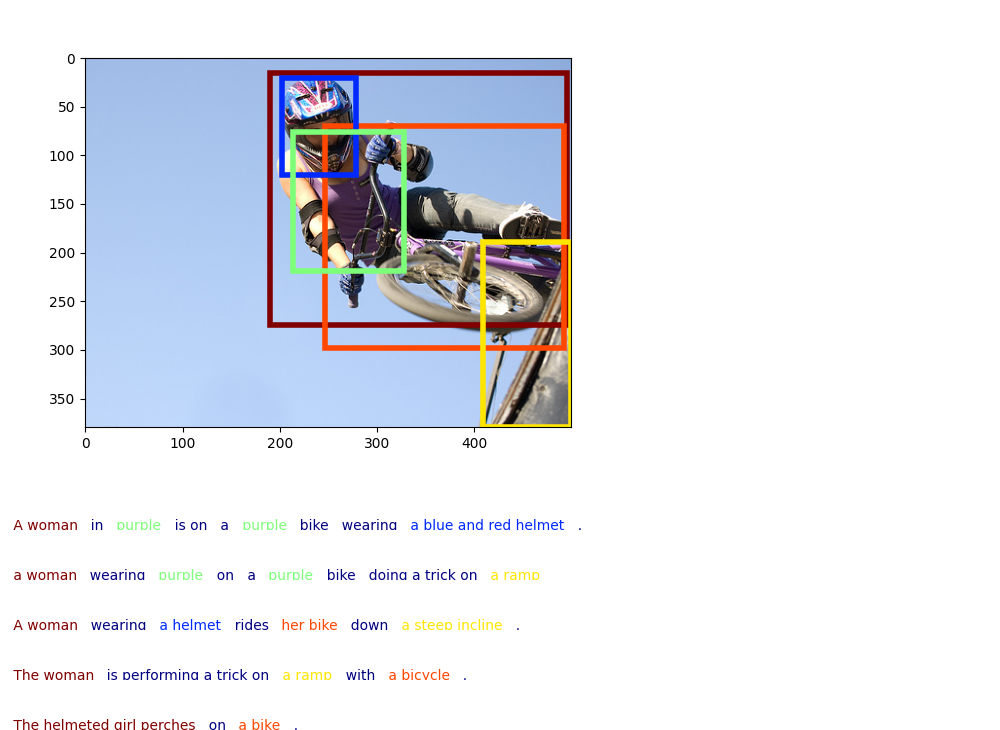 0
50
100
150
200
250
300
350
0 100 200 300 400
A woman in purple is on a purple bike wearing a blue and red helmet .
a woman wearing purple on a purple bike doing a trick on a ramp
A woman wearing a helmet rides her bike down a steep incline .
The woman is performing a trick on a ramp with a bicycle .
The helmeted girl perches on a bike .